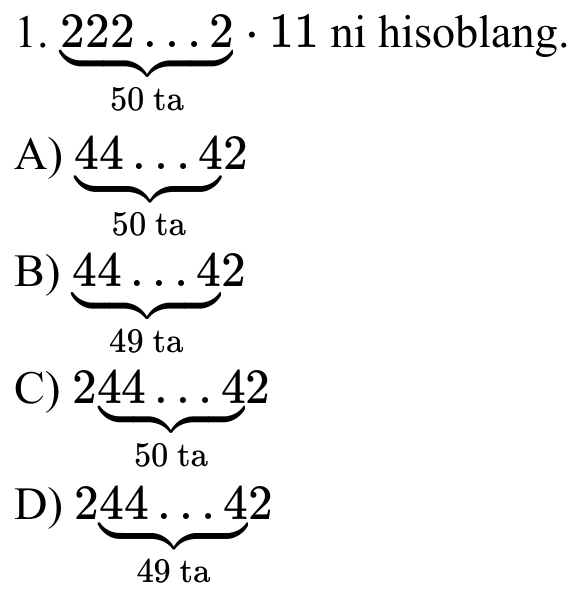 1. 222 . . . 2 · 11 ni hisoblang.
50 ta
A) 44 . . . 42
50 ta
B) 44 . . . 42
49 ta
C) 244 . . . 42
50 ta
D) 244 . . . 42
49 ta